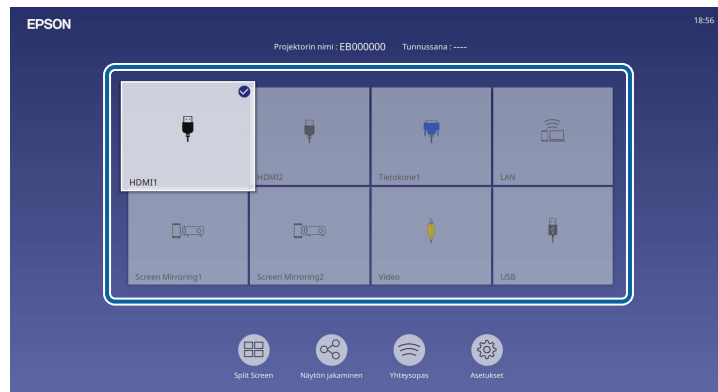 EPSON
18:56
Projektorin nimi : EB000000 Tunnussana : ----
HDMI1
HDMI2
Tietokone1
LAN
Screen Mirroring1
Screen Mirroring2
Video
USB
Split Screen
Näytön jakaminen
Yhteysopas
Asetukset